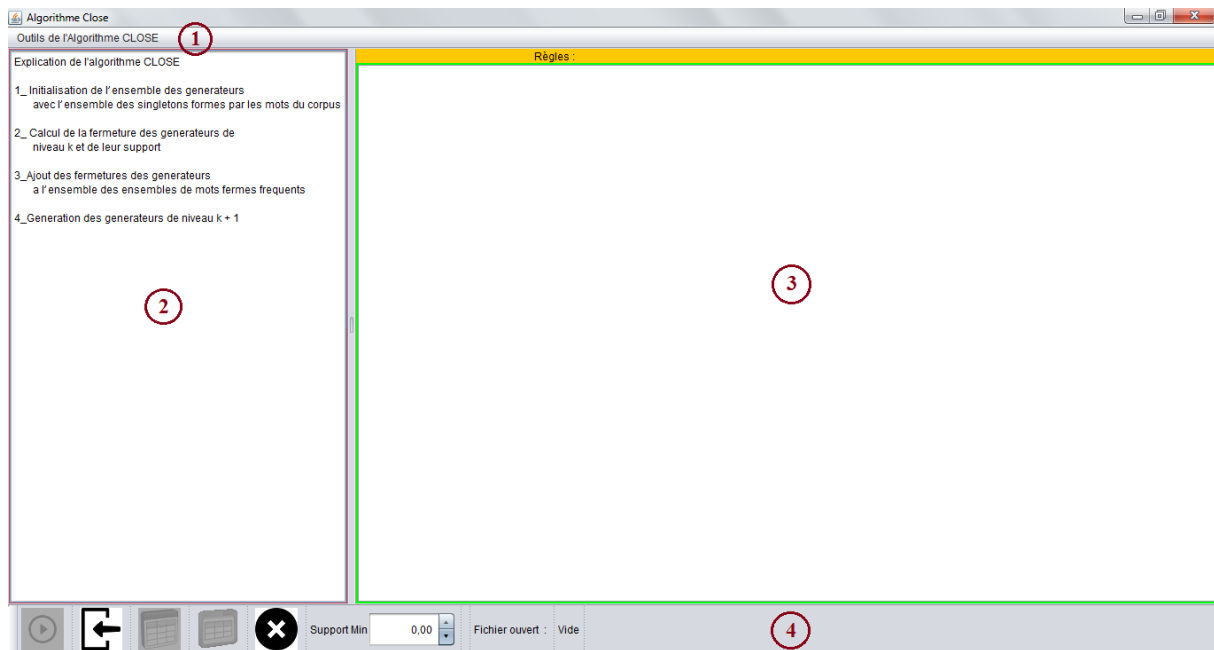 Algorithme Close
Outils de l'Algorithme CLOSE
1
Explication de l'algorithme CLOSE
1_ Initialisation de l'ensemble des generateurs
avec l'ensemble des singletons formes par les mots du corpus
2_ Calcul de la fermeture des generateurs de
niveau k et de leur support
3_Ajout des fermetures des generateurs
a l'ensemble des ensembles de mots fermes frequents
4_Generation des generateurs de niveau k + 1
2
Règles :
3
Support Min 0,00 Fichier ouvert : Vide
4